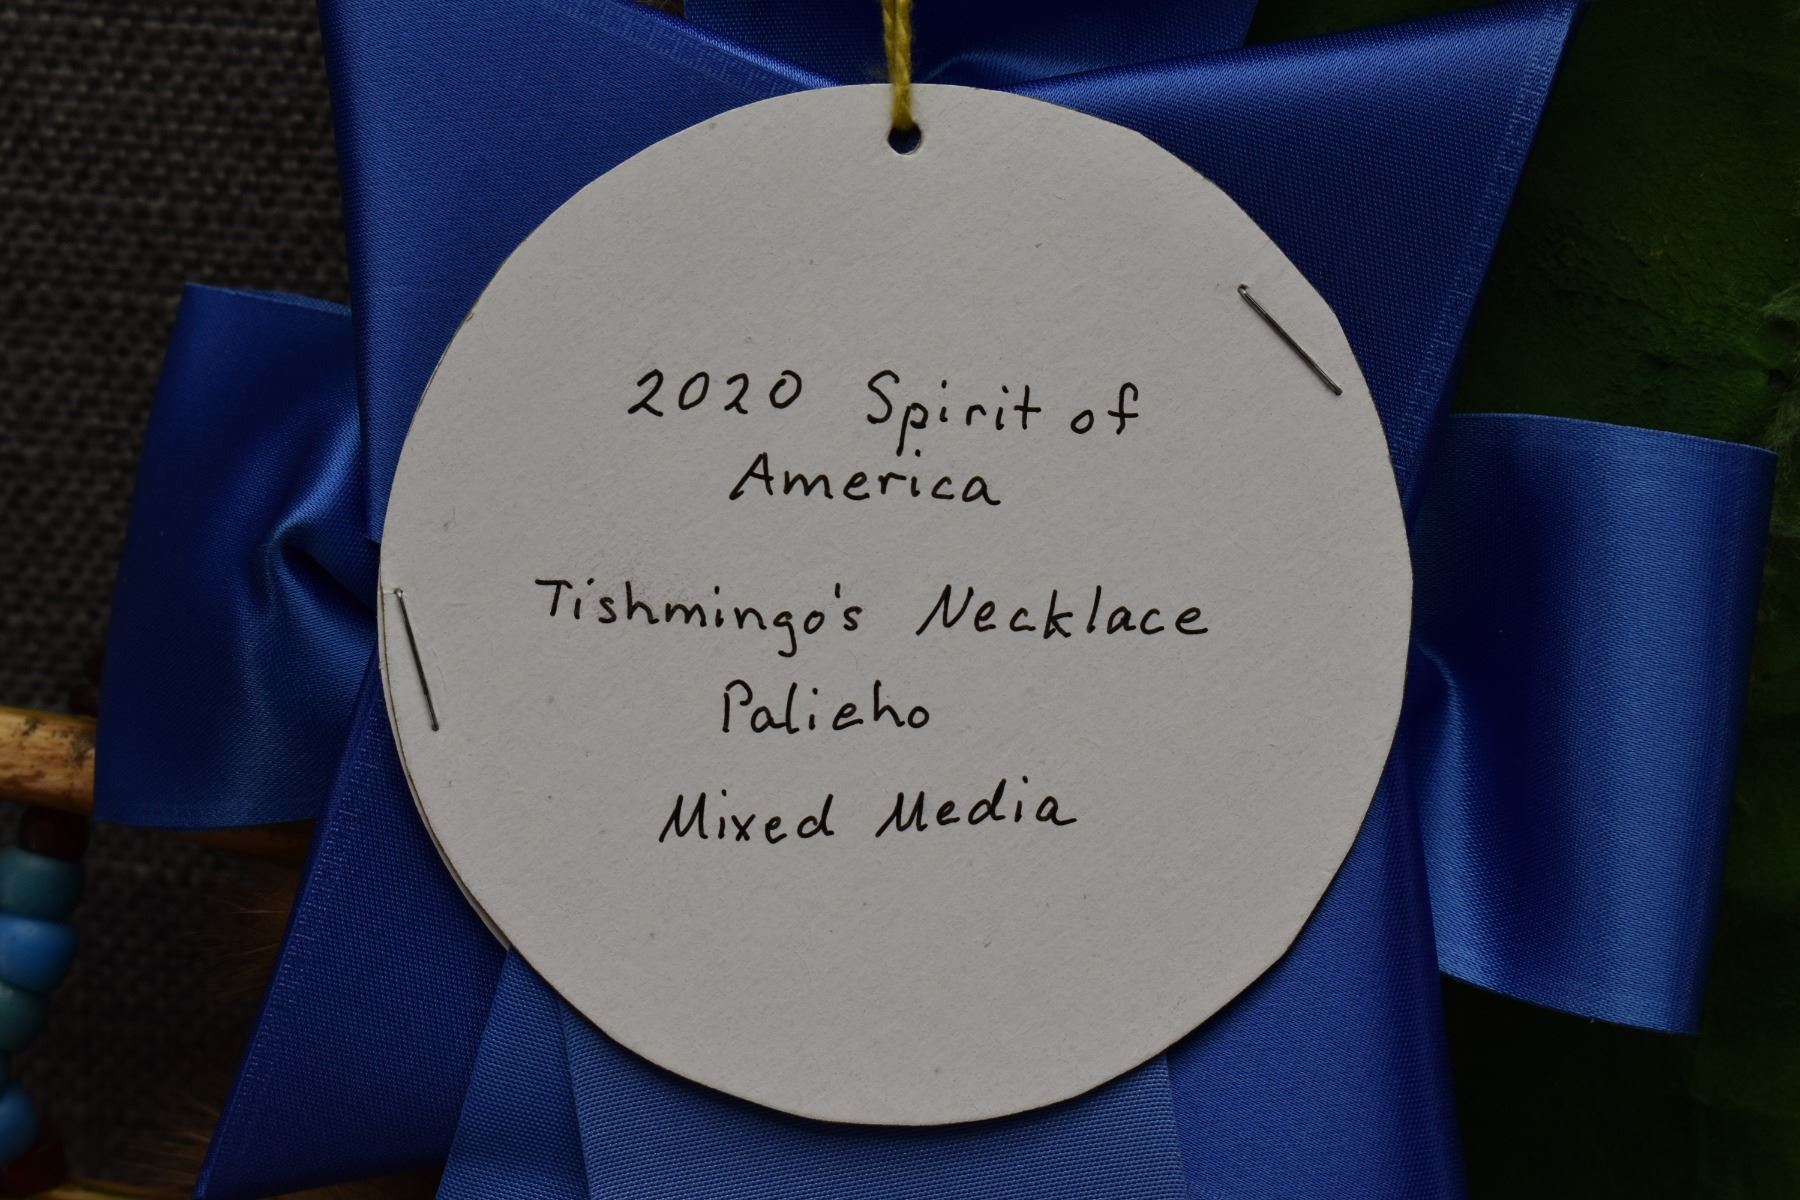 2020 Spirit of
America
Tishmingo's Necklace
Palieho
Mixed Media